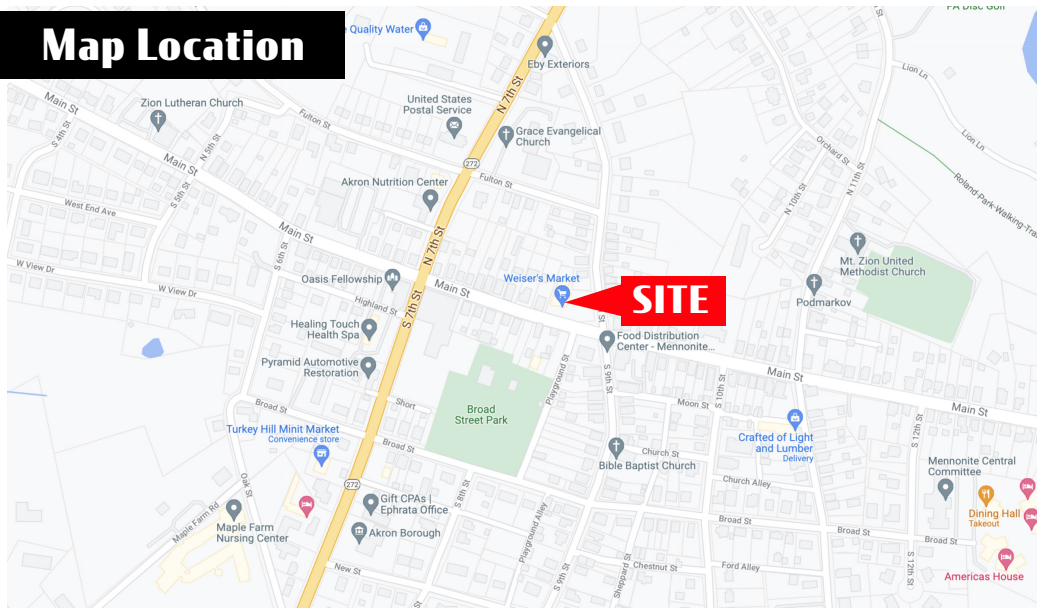 Map Location
Quality Water
PA Disc Golf
Eby Exteriors
Lion Ln
Main St
Zion Lutheran Church
United States
Postal Service
N 7th St
Fulton St
Grace Evangelical
Church
Lion Ln
S 4th St
N 5th St
Orchard St
272
Main St
Akron Nutrition Center
Fulton St
N 11th St
Roland-Park-Walking-Tra
S 5th St
West End Ave
N 10th St
Main St
N 7th St
Mt. Zion United
Methodist Church
S 6th St
W View Dr
Oasis Fellowship
Main St
Weiser's Market
SITE
Podmarkov
W View Dr
Highland St
S 7th St
St
Healing Touch
Health Spa
Food Distribution
Center - Mennonite...
Pyramid Automotive
Restoration
Playground St
S 9th St
Main St
S 10th St
Broad St
Short
Broad
Street Park
Moon St
Main St
Turkey Hill Minit Market
Convenience store
Broad St
Crafted of Light
and Lumber
Delivery
S 12th St
Church St
Bible Baptist Church
Mennonite Central
Committee
Oak St
272
S 8th St
Church Alley
Maple Farm Rd
Gift CPAs |
Ephrata Office
Playground Alley
Dining Hall
Takeout
Maple Farm
Nursing Center
Akron Borough
Broad St
Broad St
Broad St
New St
S 9th St
Sheppard St
Chestnut St
Ford Alley
S 12th St
Americas House
St